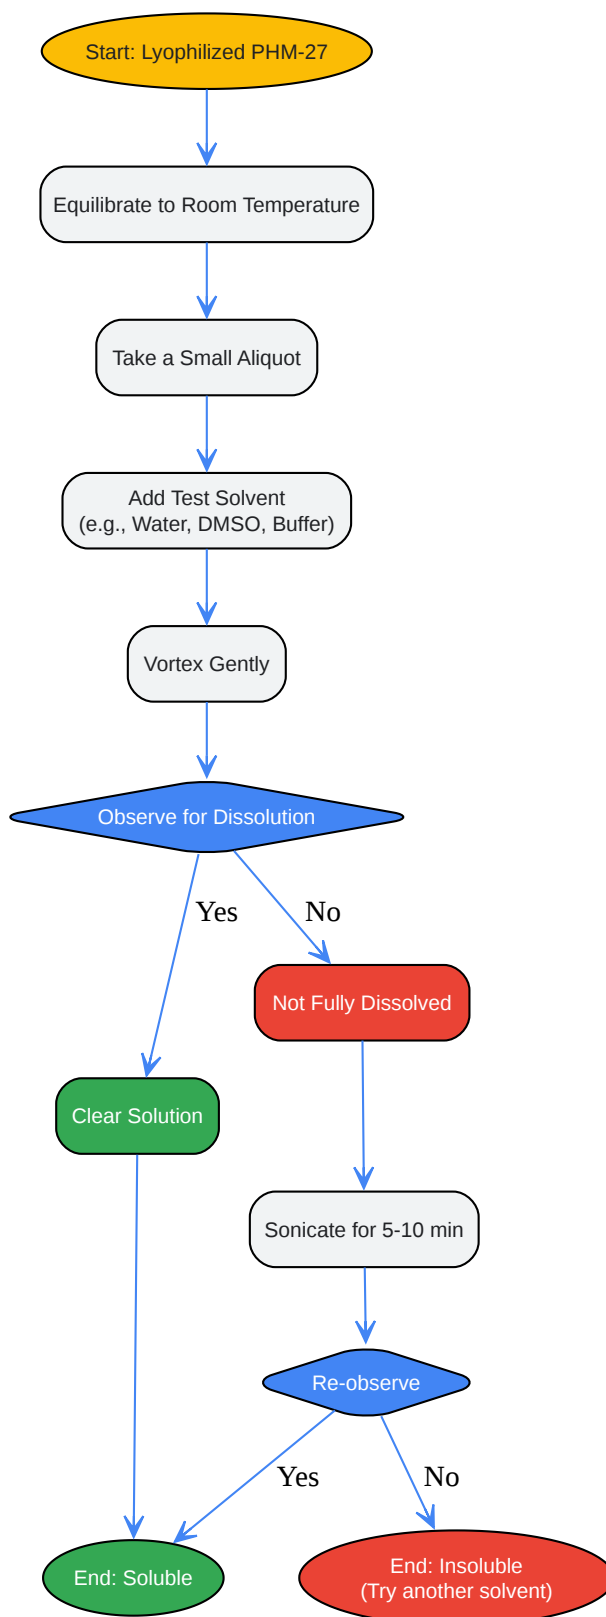 Start: Lyophilized PHM-27
Equilibrate to Room Temperature
Take a Small Aliquot
Add Test Solvent
(e.g., Water, DMSO, Buffer)
Vortex Gently
Observe for Dissolution
Yes
No
Not Fully Dissolved
Clear Solution
Sonicate for 5-10 min
Re-observe
Yes
No
End: Soluble
End: Insoluble
(Try another solvent)